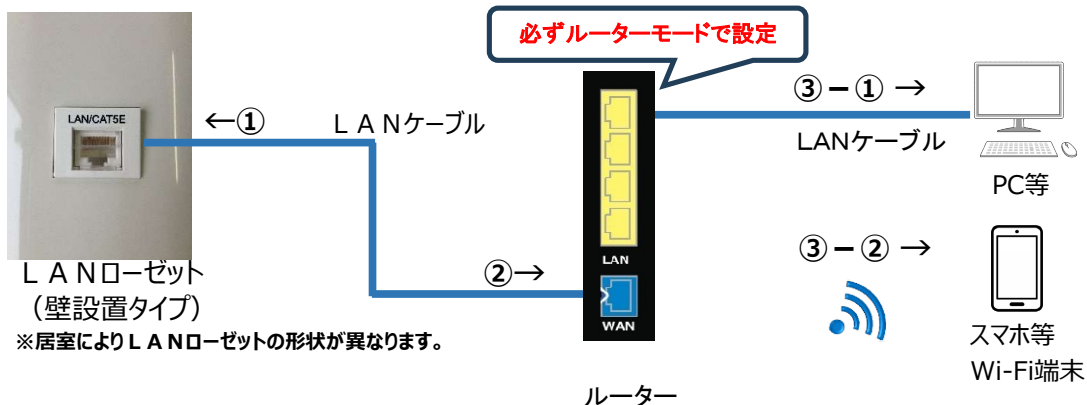 必ずルーターモードで設定
LAN/CAT5E
←①
ＬＡＮケーブル
③－① →
LANケーブル
PC等
LAN
②→
WAN
③－② →
ＬＡＮローゼット
（壁設置タイプ）
※居室によりＬＡＮローゼットの形状が異なります。
スマホ等
Wi-Fi端末
ルーター